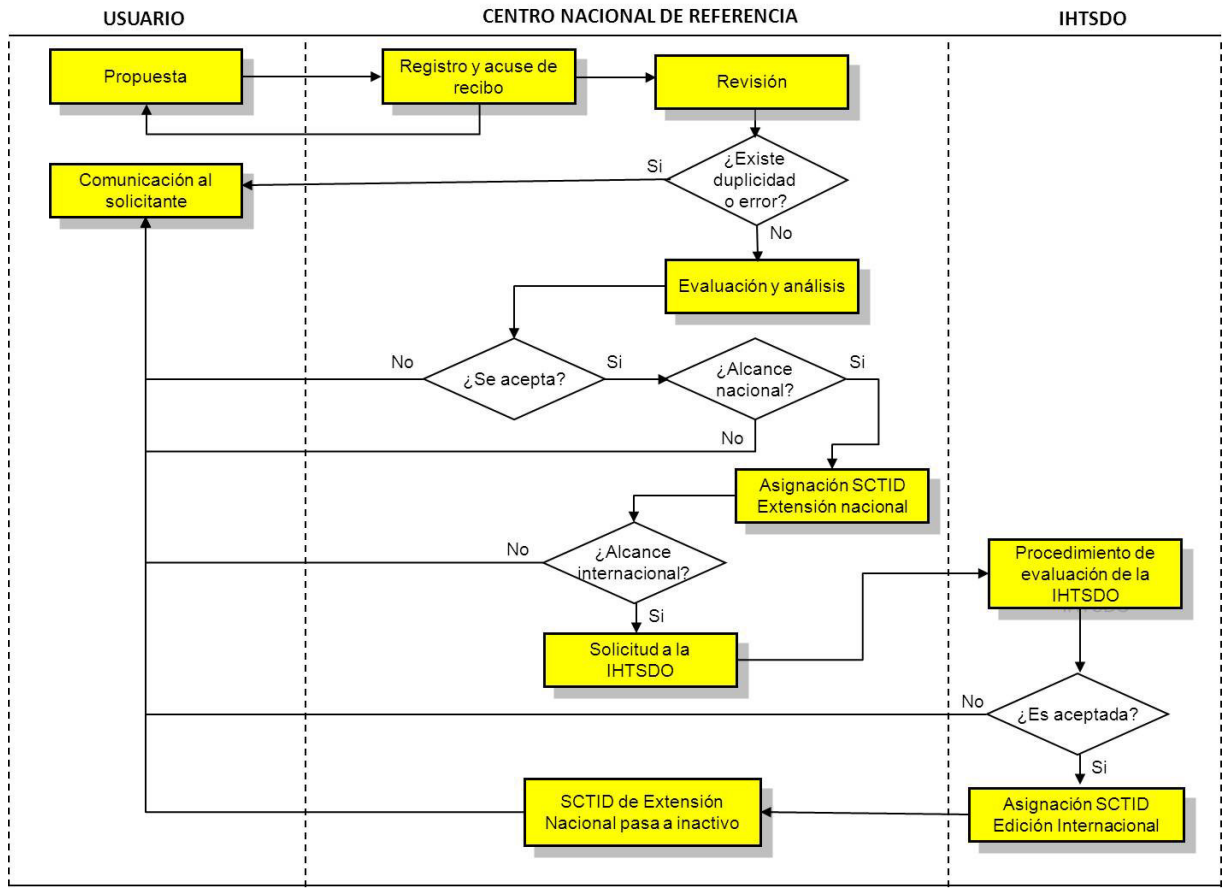 USUARIO
CENTRO NACIONAL DE REFERENCIA
IHTSDO
Propuesta
Registro y acuse de
recibo
Revisión
¿Existe
duplicidad
o error?
Si
No
Comunicación al
solicitante
Evaluación y análisis
No
¿Se acepta?
Si
¿Alcance
nacional?
Si
No
Asignación SCTID
Extensión nacional
No
¿Alcance
internacional?
Si
Procedimiento de
evaluación de la
IHTSDO
Solicitud a la
IHTSDO
No
¿Es aceptada?
Si
SCTID de Extensión
Nacional pasa a inactivo
Asignación SCTID
Edición Internacional